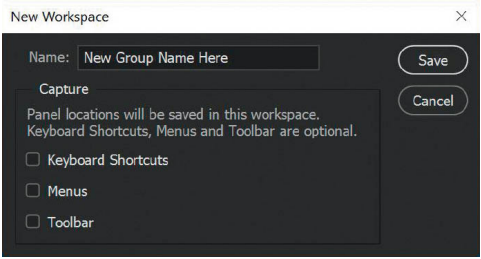 New Workspace
Name: New Group Name Here
Save
Capture
Cancel
Panel locations will be saved in this workspace.
Keyboard Shortcuts, Menus and Toolbar are optional.
Keyboard Shortcuts
Menus
Toolbar